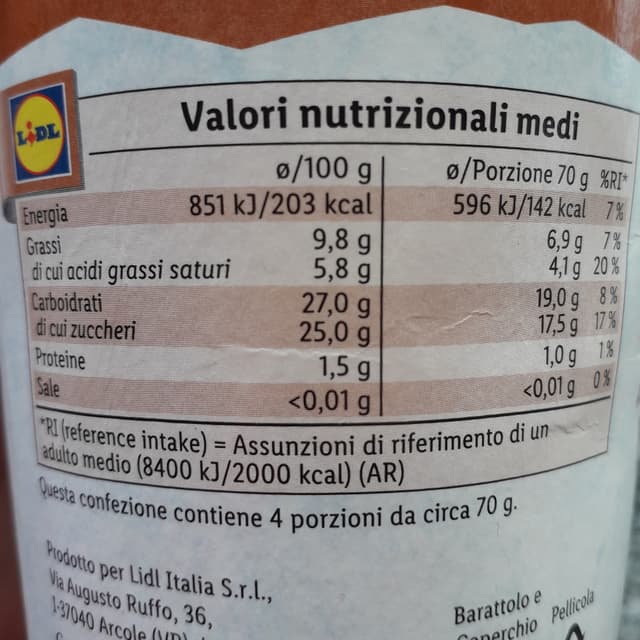 LIDL
Valori nutrizionali medi
ø/100 g ø/Porzione 70 g %RI*
Energia 851 kJ/203 kcal 596 kJ/142 kcal 7%
Grassi 9,8 g 6,9 g 7%
di cui acidi grassi saturi 5,8 g 4,1 g 20%
Carboidrati 27,0 g 19,0 g 8%
di cui zuccheri 25,0 g 17,5 g 17%
Proteine 1,5 g 1,0 g 1%
Sale <0,01 g <0,01 g 0%
*RI (reference intake) = Assunzioni di riferimento di un
adulto medio (8400 kJ/2000 kcal) (AR)
Questa confezione contiene 4 porzioni da circa 70 g.
Prodotto per Lidl Italia S.r.l.,
Via Augusto Ruffo, 36,
I-37040 Arcole (VR)
Barattolo e
coperchio Pellicola